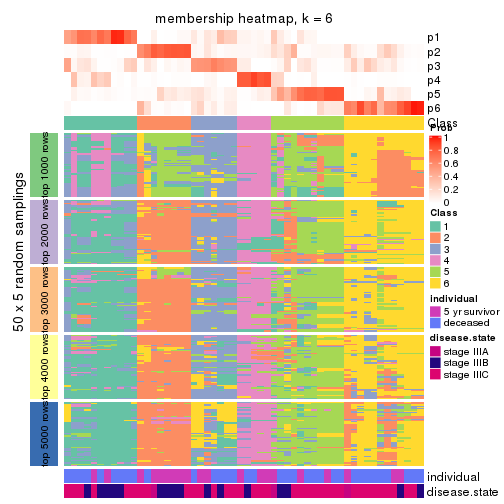 membership heatmap, k = 6
p1
p2
p3
p4
p5
p6
Class
50 x 5 random samplings
top 1000 rows
top 2000 rows
top 3000 rows
top 4000 rows
top 5000 rows
individual
disease.state
Prob
1
0.8
0.6
0.4
0.2
0
Class
1
2
3
4
5
6
individual
5 yr survivor
deceased
disease.state
stage IIIA
stage IIIB
stage IIIC